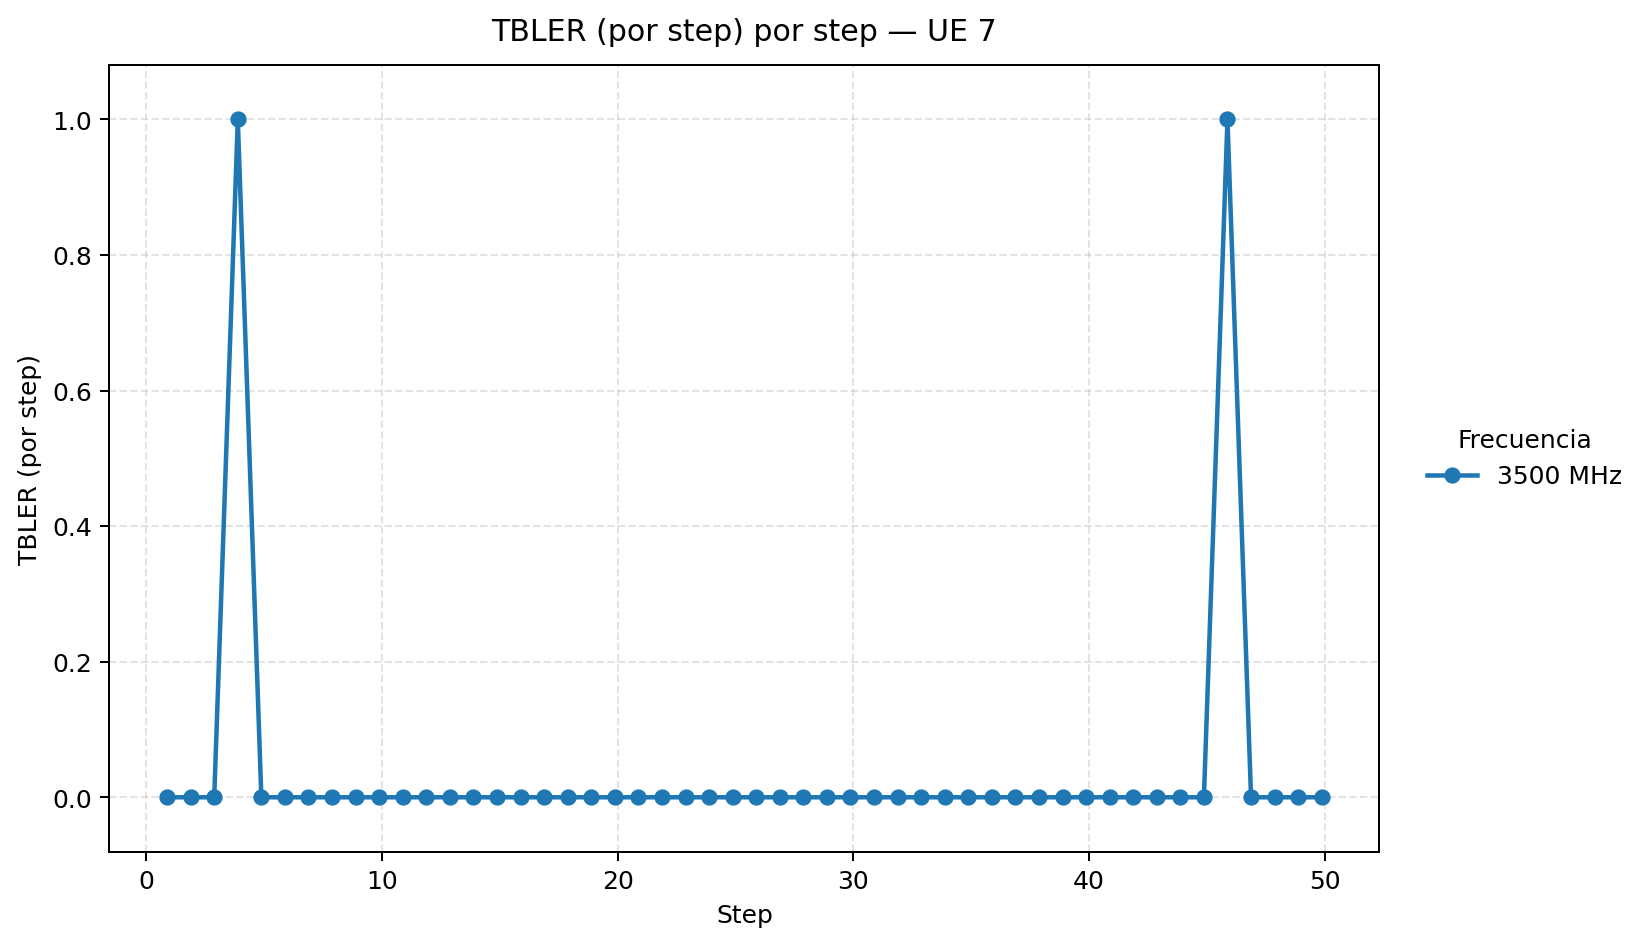 TBLER (por step) por step — UE 7
TBLER (por step)
1.0
0.8
0.6
0.4
0.2
0.0
0 10 20 30 40 50
Step
Frecuencia
3500 MHz